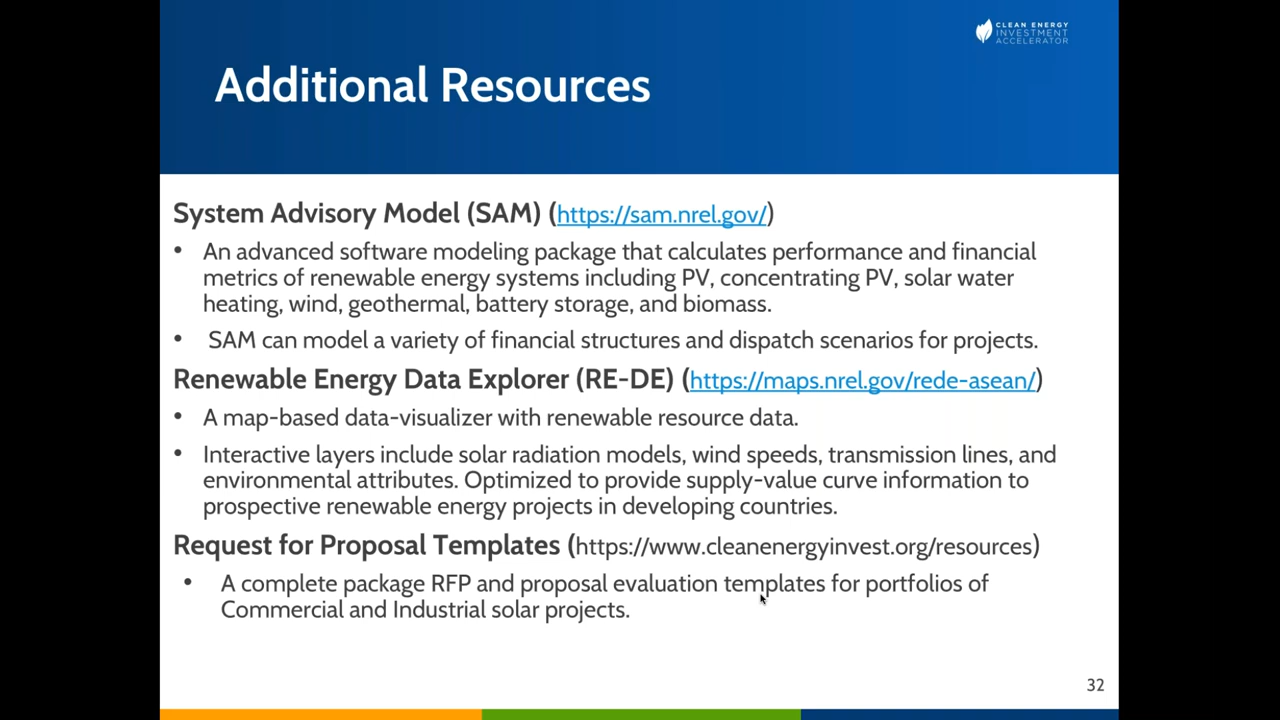 CLEAN ENERGY
INVESTMENT
ACCELERATOR
Additional Resources
System Advisory Model (SAM) (https://sam.nrel.gov/)
• An advanced software modeling package that calculates performance and financial
metrics of renewable energy systems including PV, concentrating PV, solar water
heating, wind, geothermal, battery storage, and biomass.
• SAM can model a variety of financial structures and dispatch scenarios for projects.
Renewable Energy Data Explorer (RE-DE) (https://maps.nrel.gov/rede-asean/)
• A map-based data-visualizer with renewable resource data.
• Interactive layers include solar radiation models, wind speeds, transmission lines, and
environmental attributes. Optimized to provide supply-value curve information to
prospective renewable energy projects in developing countries.
Request for Proposal Templates (https://www.cleanenergyinvest.org/resources)
• A complete package RFP and proposal evaluation templates for portfolios of
Commercial and Industrial solar projects.
32